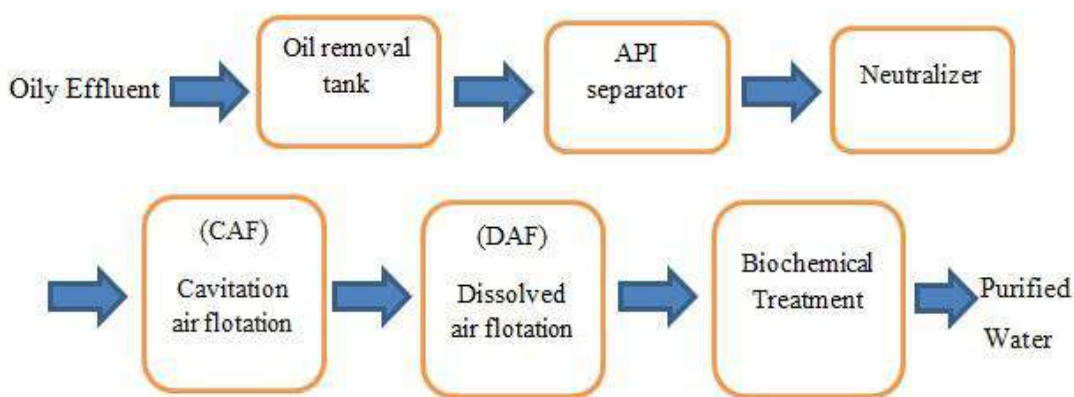 Oily Effluent
Oil removal
tank
API
separator
Neutralizer
(CAF)
Cavitation
air flotation
(DAF)
Dissolved
air flotation
Biochemical
Treatment
Purified
Water